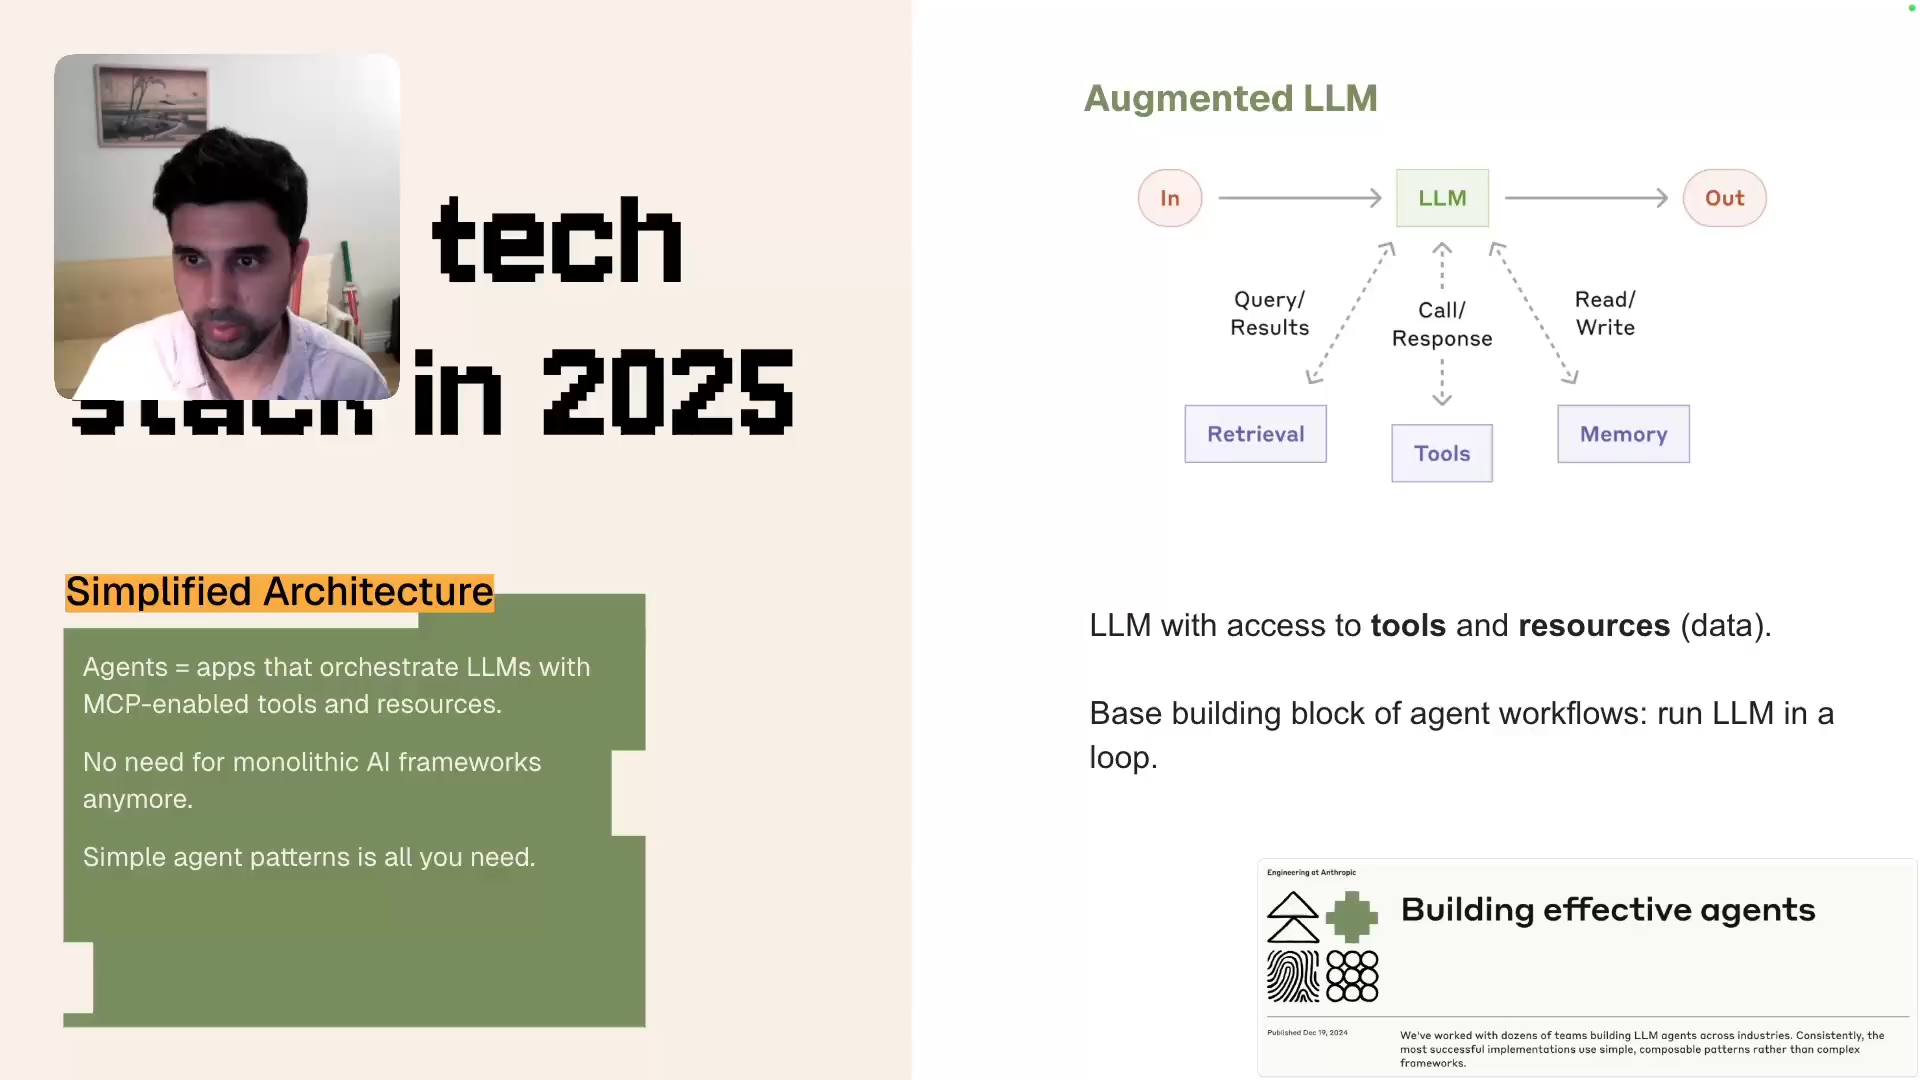 tech
stack in 2025
Simplified Architecture
Agents = apps that orchestrate LLMs with
MCP-enabled tools and resources.
No need for monolithic AI frameworks
anymore.
Simple agent patterns is all you need.
Augmented LLM
In
LLM
Out
Query/
Results
Call/
Response
Read/
Write
Retrieval
Tools
Memory
LLM with access to tools and resources (data).
Base building block of agent workflows: run LLM in a
loop.
Engineering at Anthropic
Building effective agents
Published Dec 19, 2024
We've worked with dozens of teams building LLM agents across industries. Consistently, the
most successful implementations use simple, composable patterns rather than complex
frameworks.